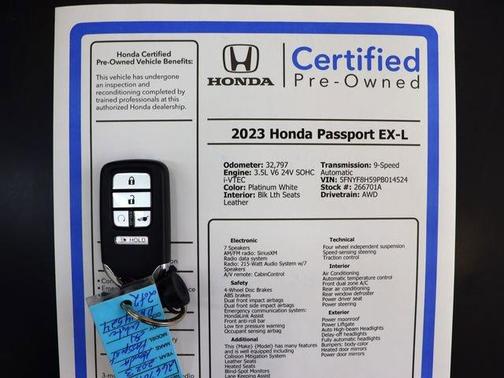 Honda Certified
Pre-Owned Vehicle Benefits:
This vehicle has undergone
an inspection and
reconditioning completed by
trained professionals at this
authorized Honda dealership.
HONDA
Certified
Pre-Owned
2023 Honda Passport EX-L
Odometer: 32,797
Engine: 3.5L V6 24V SOHC
i-VTEC
Color: Platinum White
Interior: Blk Lth Seats
Leather
Transmission: 9-Speed
Automatic
VIN: 5FNYF8H59PB014524
Stock #: 266701A
Drivetrain: AWD
HOLD
Electronic
7 Speakers
AM/FM radio: SiriusXM
Radio data system
Radio: 215-Watt Audio System w/7
Speakers
A/V remote: CabinControl
Safety
4-Wheel Disc Brakes
ABS brakes
Dual front impact airbags
Dual front side impact airbags
Emergency communication system:
HondaLink Assist
Front anti-roll bar
Low tire pressure warning
Occupant sensing airbag
Additional
This (Make) (Model) has many features
and is well equipped including
Collision Mitigation System
Leather Seats
Heated Seats
Blind-Spot Monitors
Lane Keeping Assist
Technical
Four wheel independent suspension
Speed-sensing steering
Traction control
Interior
Air Conditioning
Automatic temperature control
Front dual zone A/C
Rear air conditioning
Rear window defroster
Power driver seat
Power steering
Exterior
Power moonroof
Power Liftgate
Auto High-beam Headlights
Delay-off headlights
Fully automatic headlights
Bumpers: body-color
Heated door mirrors
Power door mirrors